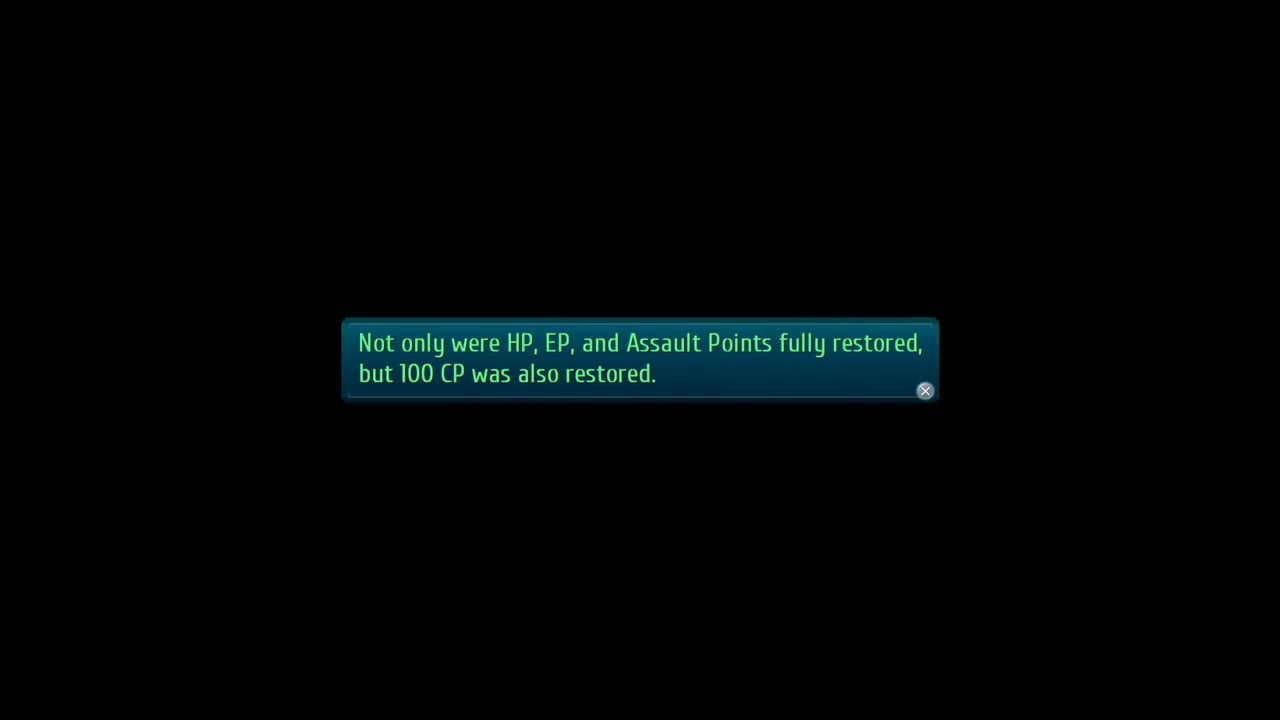 Not only were HP, EP, and Assault Points fully restored,
but 100 CP was also restored.